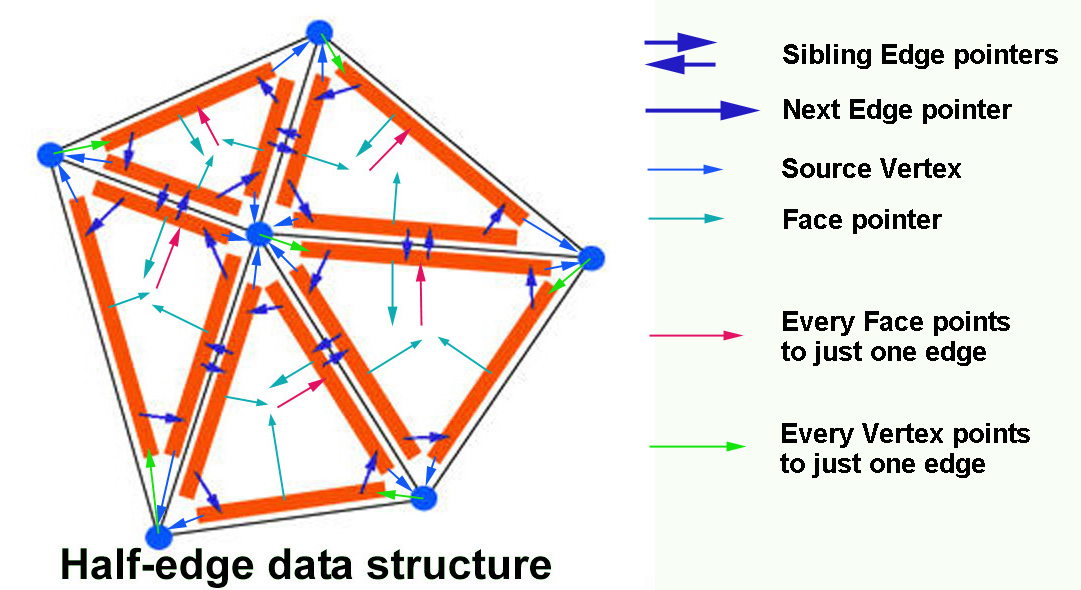 Sibling Edge pointers
Next Edge pointer
Source Vertex
Face pointer
Every Face points
to just one edge
Every Vertex points
to just one edge
Half-edge data structure